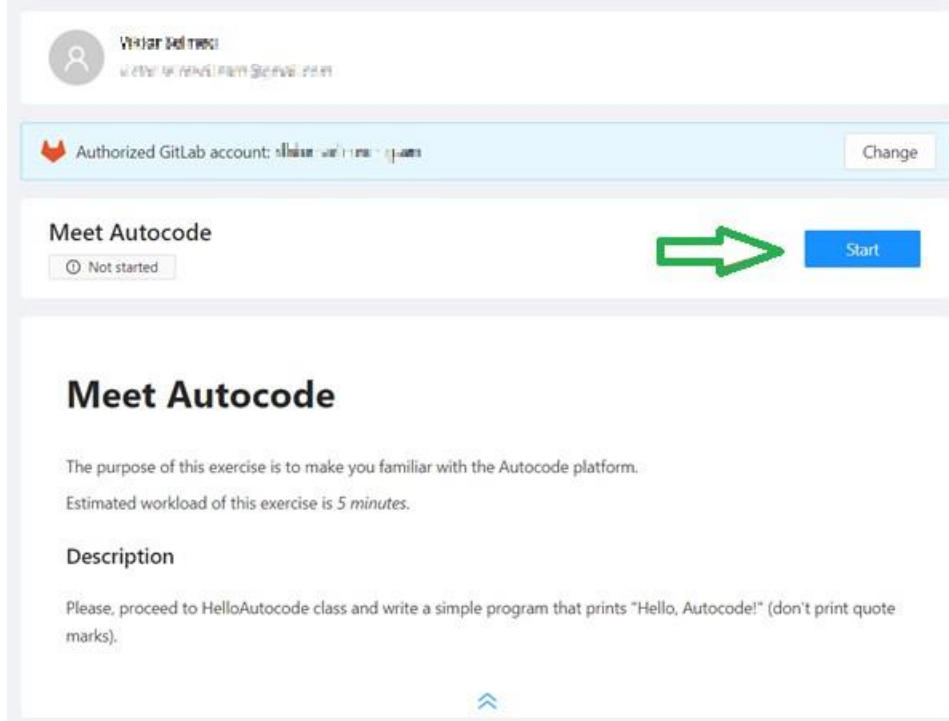 Authorized GitLab account:
Change
Meet Autocode
Not started
Start
Meet Autocode
The purpose of this exercise is to make you familiar with the Autocode platform.
Estimated workload of this exercise is 5 minutes.
Description
Please, proceed to HelloAutocode class and write a simple program that prints "Hello, Autocode!" (don't print quote
marks).